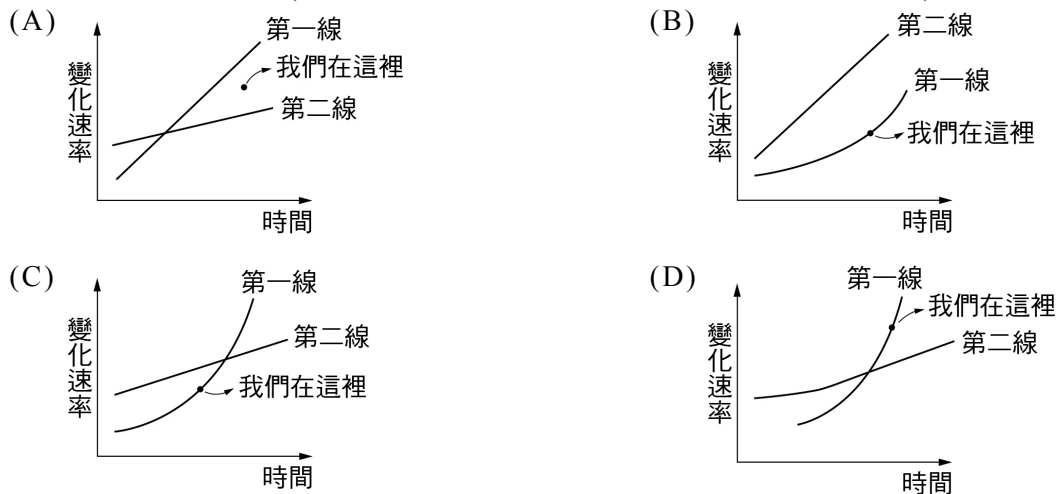 (A)
第一線
我們在這裡
第二線
變化速率
時間
(B)
第二線
第一線
我們在這裡
變化速率
時間
(C)
第一線
第二線
我們在這裡
變化速率
時間
(D)
第一線
我們在這裡
第二線
變化速率
時間